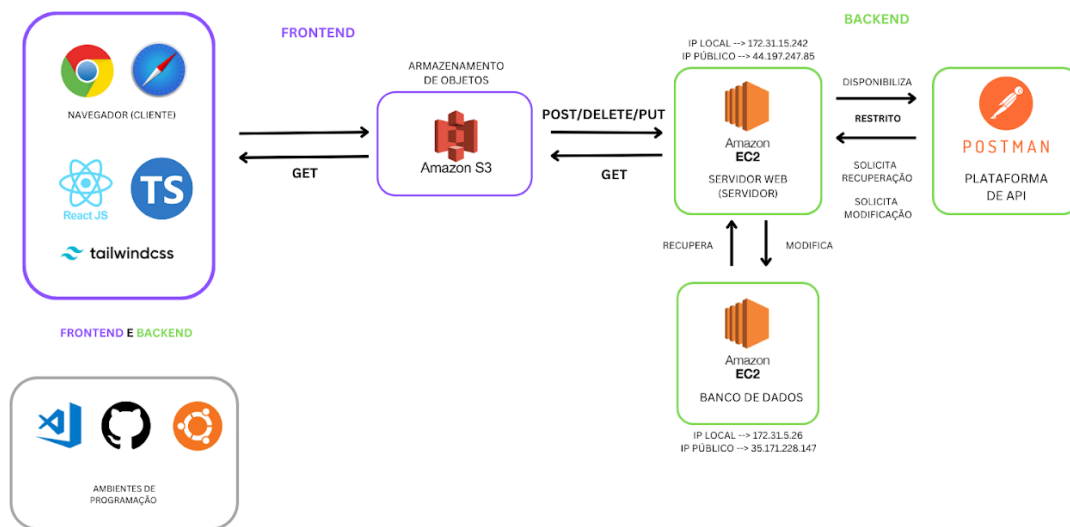 FRONTEND
BACKEND
NAVEGADOR (CLIENTE)
React JS
TS
tailwindcss
GET
ARMAZENAMENTO
DE OBJETOS
Amazon S3
POST/DELETE/PUT
GET
IP LOCAL --> 172.31.15.242
IP PÚBLICO --> 44.197.247.85
Amazon
EC2
SERVIDOR WEB
(SERVIDOR)
DISPONIBILIZA
RESTRITO
SOLICITA
RECUPERAÇÃO
SOLICITA
MODIFICAÇÃO
POSTMAN
PLATAFORMA
DE API
RECUPERA
MODIFICA
Amazon
EC2
BANCO DE DADOS
IP LOCAL --> 172.31.5.26
IP PÚBLICO --> 35.171.228.147
FRONTEND E BACKEND
AMBIENTES DE
PROGRAMAÇÃO